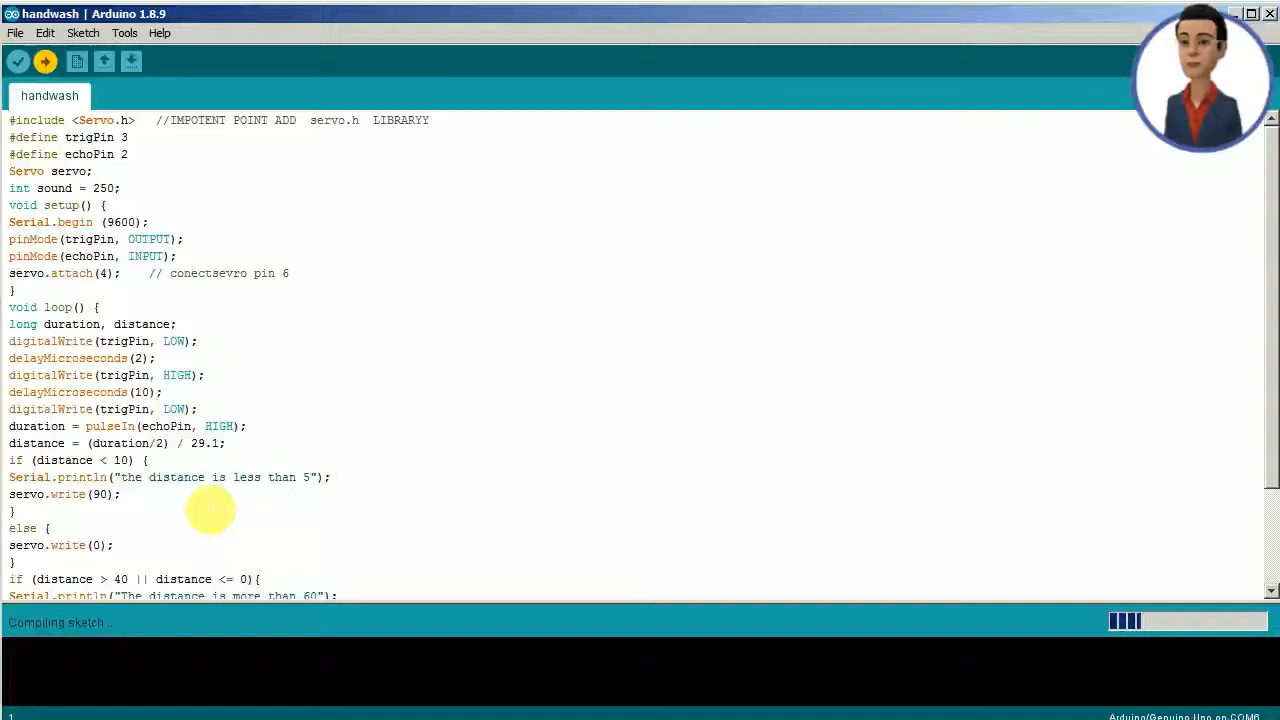 handwash | Arduino 1.8.9
File Edit Sketch Tools Help
handwash
#include <Servo.h>   //IMPOTENT POINT ADD  servo.h  LIBRARYY
#define trigPin 3
#define echoPin 2
Servo servo;
int sound = 250;
void setup() {
Serial.begin (9600);
pinMode(trigPin, OUTPUT);
pinMode(echoPin, INPUT);
servo.attach(4);    // conectsevro pin 6
}
void loop() {
long duration, distance;
digitalWrite(trigPin, LOW);
delayMicroseconds(2);
digitalWrite(trigPin, HIGH);
delayMicroseconds(10);
digitalWrite(trigPin, LOW);
duration = pulseIn(echoPin, HIGH);
distance = (duration/2) / 29.1;
if (distance < 10) {
Serial.println("the distance is less than 5");
servo.write(90);
}
else {
servo.write(0);
}
if (distance > 40 || distance <= 0){
Serial.println("The distance is more than 60");
Compiling sketch...
1
Arduino/Genuino Uno on COM6